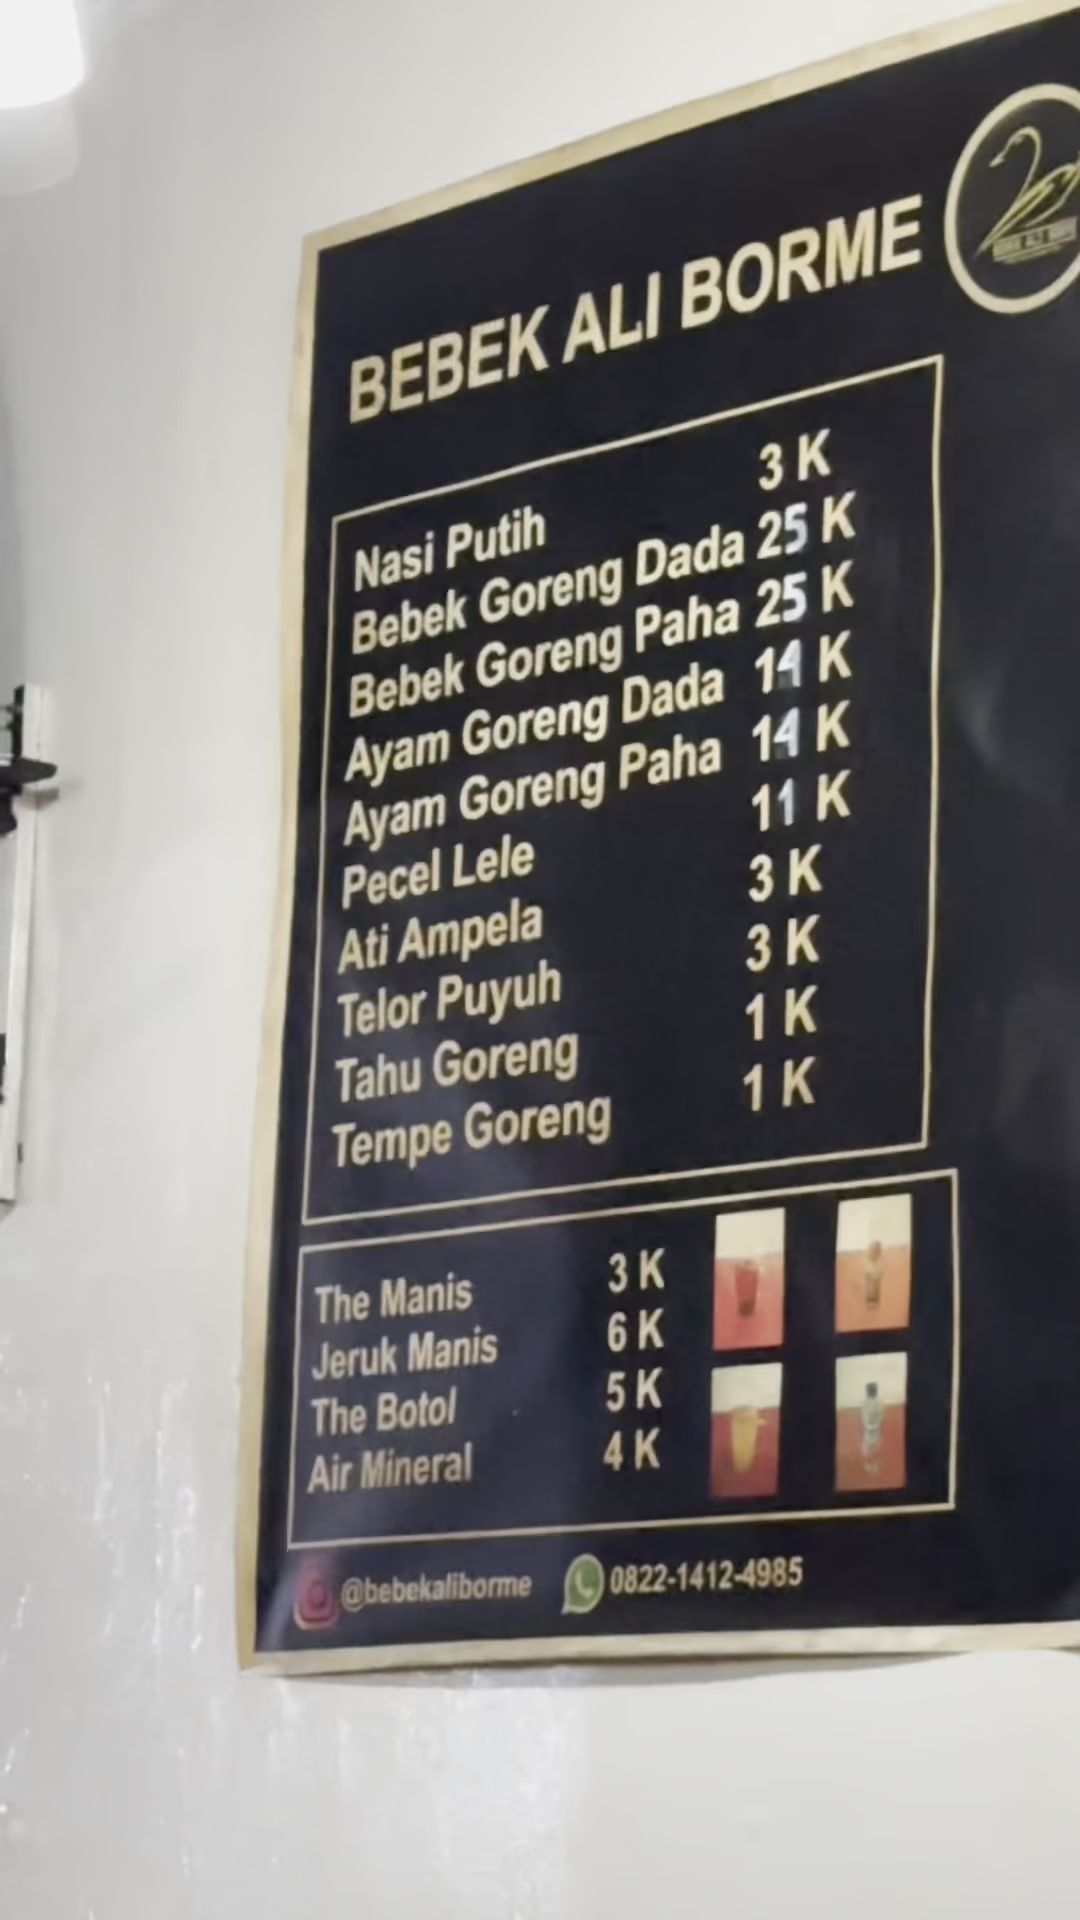 BEBEK ALI BORME
Nasi Putih 3 K
Bebek Goreng Dada 25 K
Bebek Goreng Paha 25 K
Ayam Goreng Dada 14 K
Ayam Goreng Paha 14 K
Pecel Lele 11 K
Ati Ampela 3 K
Telor Puyuh 3 K
Tahu Goreng 1 K
Tempe Goreng 1 K
The Manis 3 K
Jeruk Manis 6 K
The Botol 5 K
Air Mineral 4 K
@bebekaliborme 0822-1412-4985